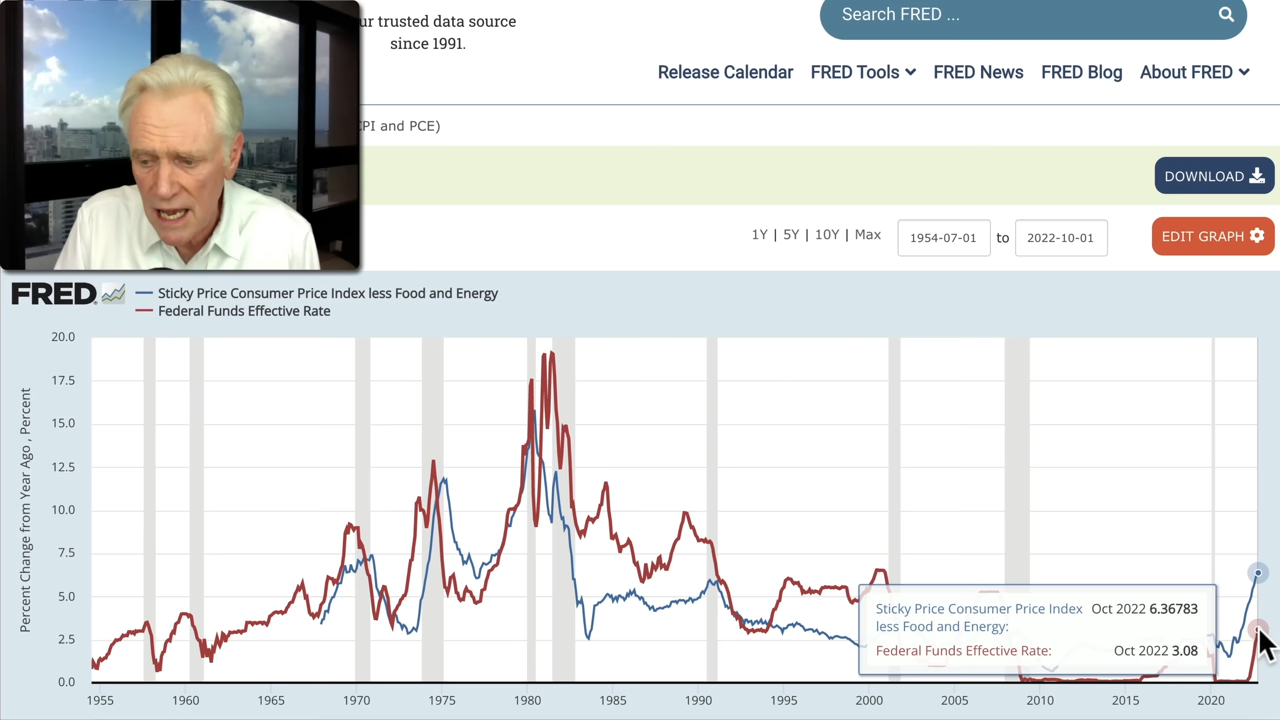 ur trusted data source
since 1991.
Search FRED ...
Release Calendar FRED Tools FRED News FRED Blog About FRED
PI and PCE)
DOWNLOAD
1Y | 5Y | 10Y | Max 1954-07-01 to 2022-10-01 EDIT GRAPH
FRED Sticky Price Consumer Price Index less Food and Energy
Federal Funds Effective Rate
Percent Change from Year Ago , Percent
20.0
17.5
15.0
12.5
10.0
7.5
5.0
2.5
0.0
Sticky Price Consumer Price Index Oct 2022 6.36783
less Food and Energy:
Federal Funds Effective Rate: Oct 2022 3.08
1955 1960 1965 1970 1975 1980 1985 1990 1995 2000 2005 2010 2015 2020